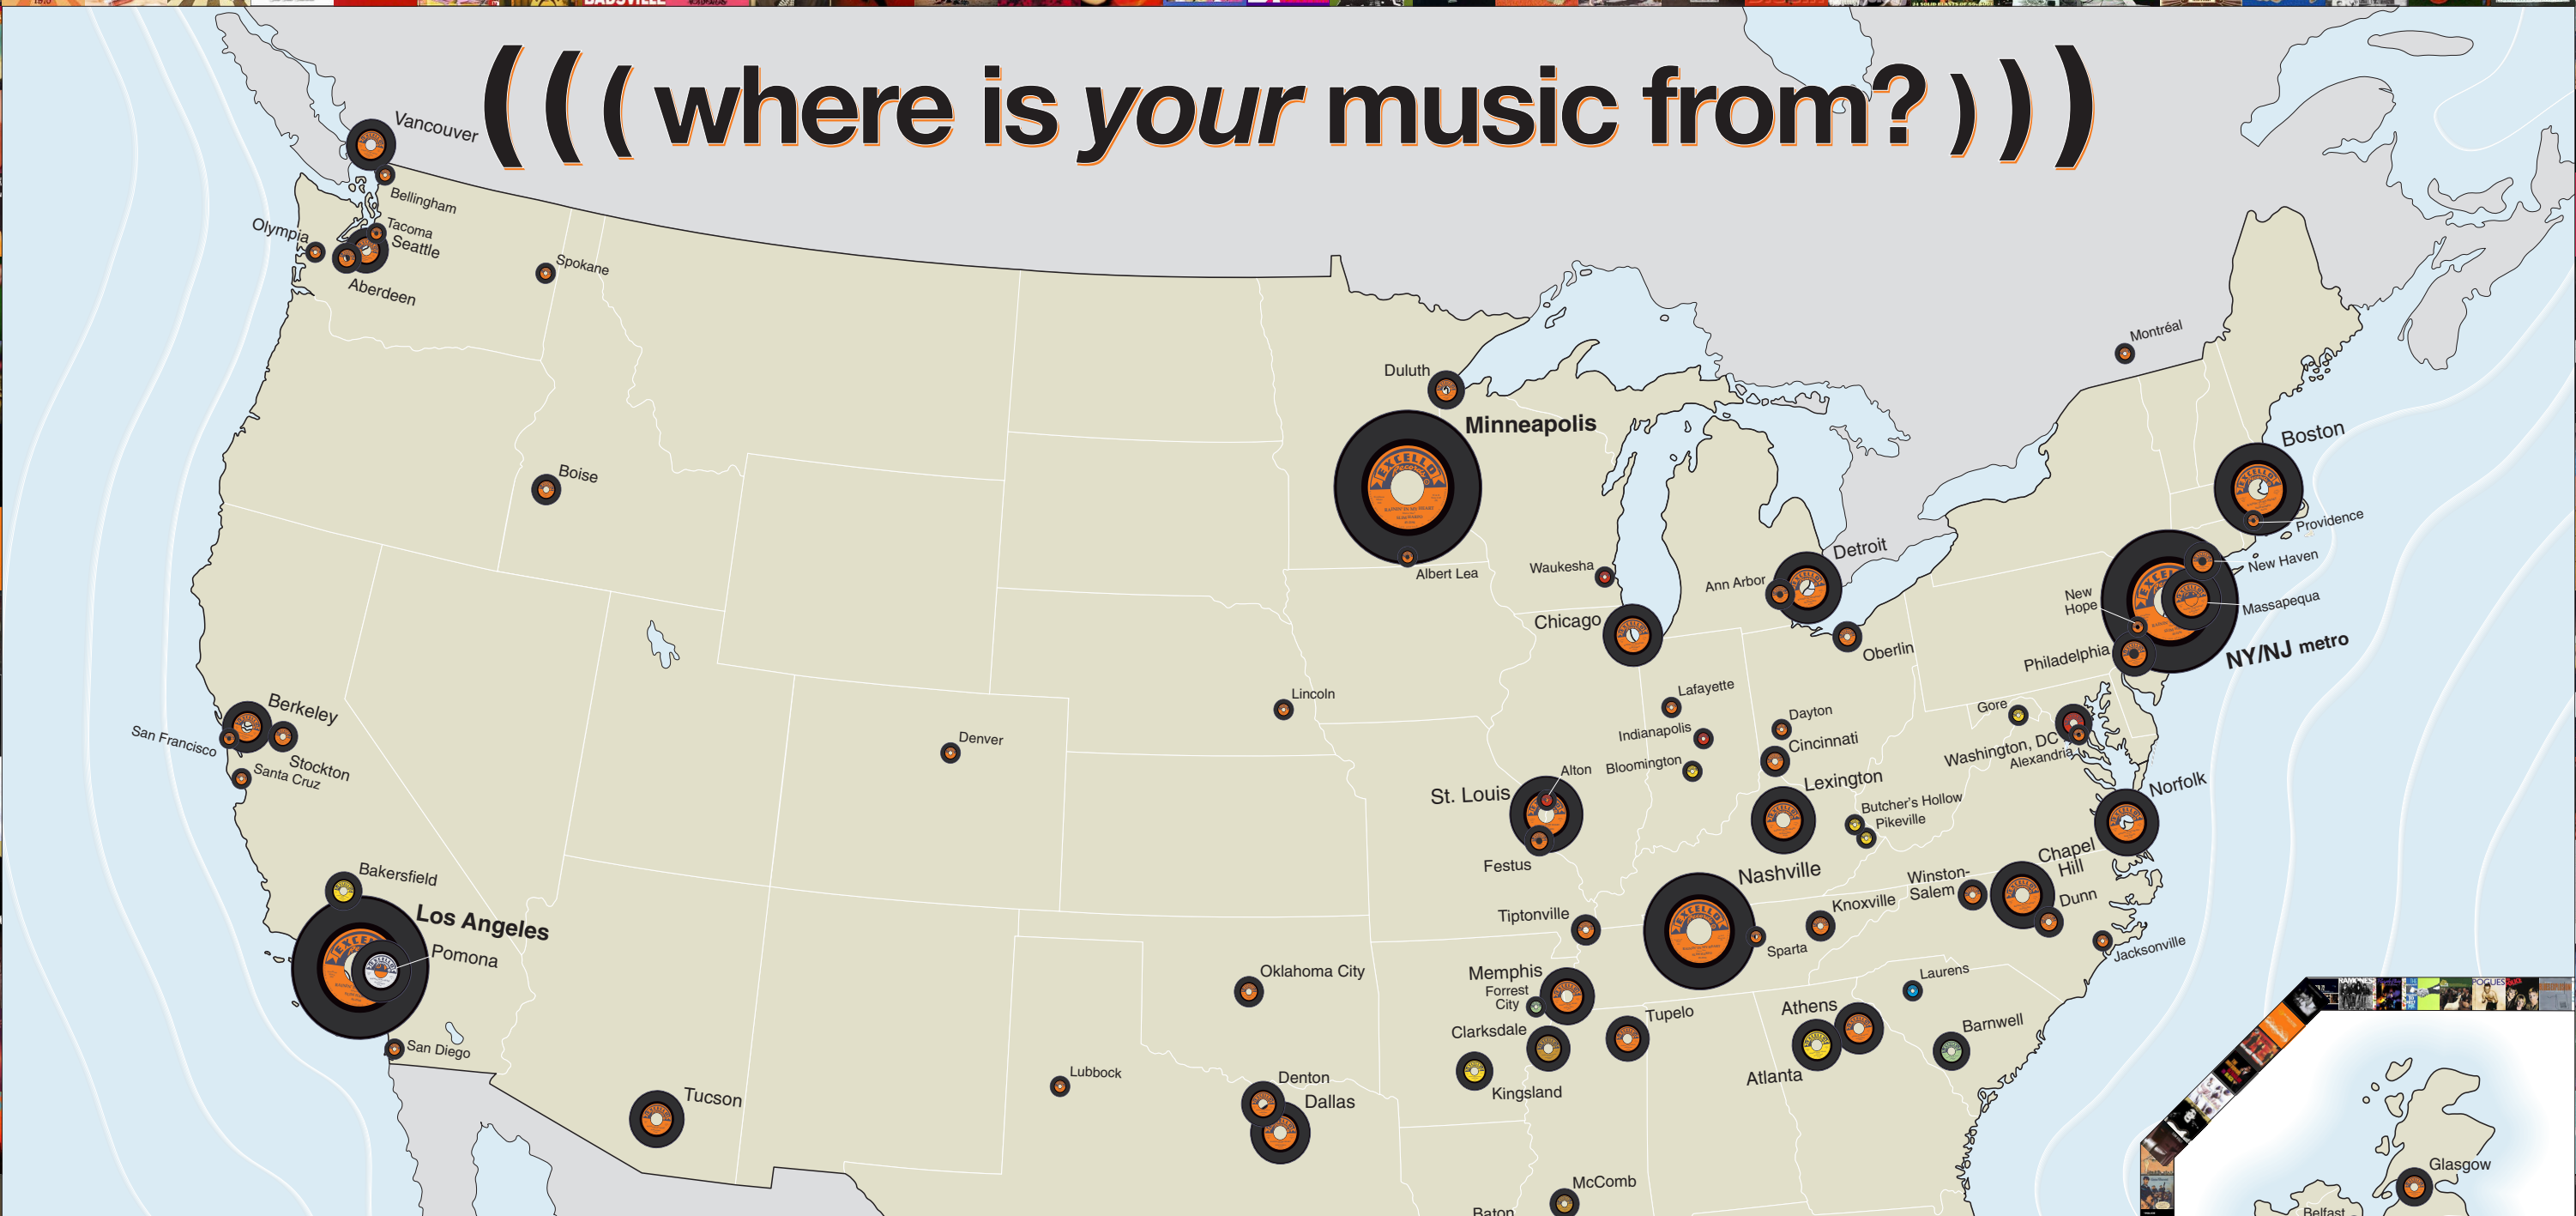 DADSVILLE
((( where is your music from? )))
Vancouver
Bellingham
Olympia
Tacoma
Seattle
Aberdeen
Spokane
Boise
Duluth
Minneapolis
EXCELLO
Albert Lea
Waukesha
Chicago
Ann Arbor
Detroit
Oberlin
Montréal
Boston
Providence
New Haven
Massapequa
New
Hope
Philadelphia
NY/NJ metro
Berkeley
San Francisco
Stockton
Santa Cruz
Denver
Lincoln
Lafayette
Indianapolis
Bloomington
Dayton
Cincinnati
Gore
Washington, DC
Alexandria
Norfolk
Alton
St. Louis
Festus
Lexington
Butcher's Hollow
Pikeville
Bakersfield
Los Angeles
Pomona
San Diego
Tucson
Nashville
EXCELLO
Sparta
Tiptonville
Knoxville
Winston-
Salem
Chapel
Hill
Dunn
Jacksonville
Oklahoma City
Memphis
Forrest
City
Clarksdale
Kingsland
Tupelo
Athens
Atlanta
Laurens
Barnwell
Lubbock
Denton
Dallas
McComb
Baton
RAMONES
POGUES
Glasgow
Belfast